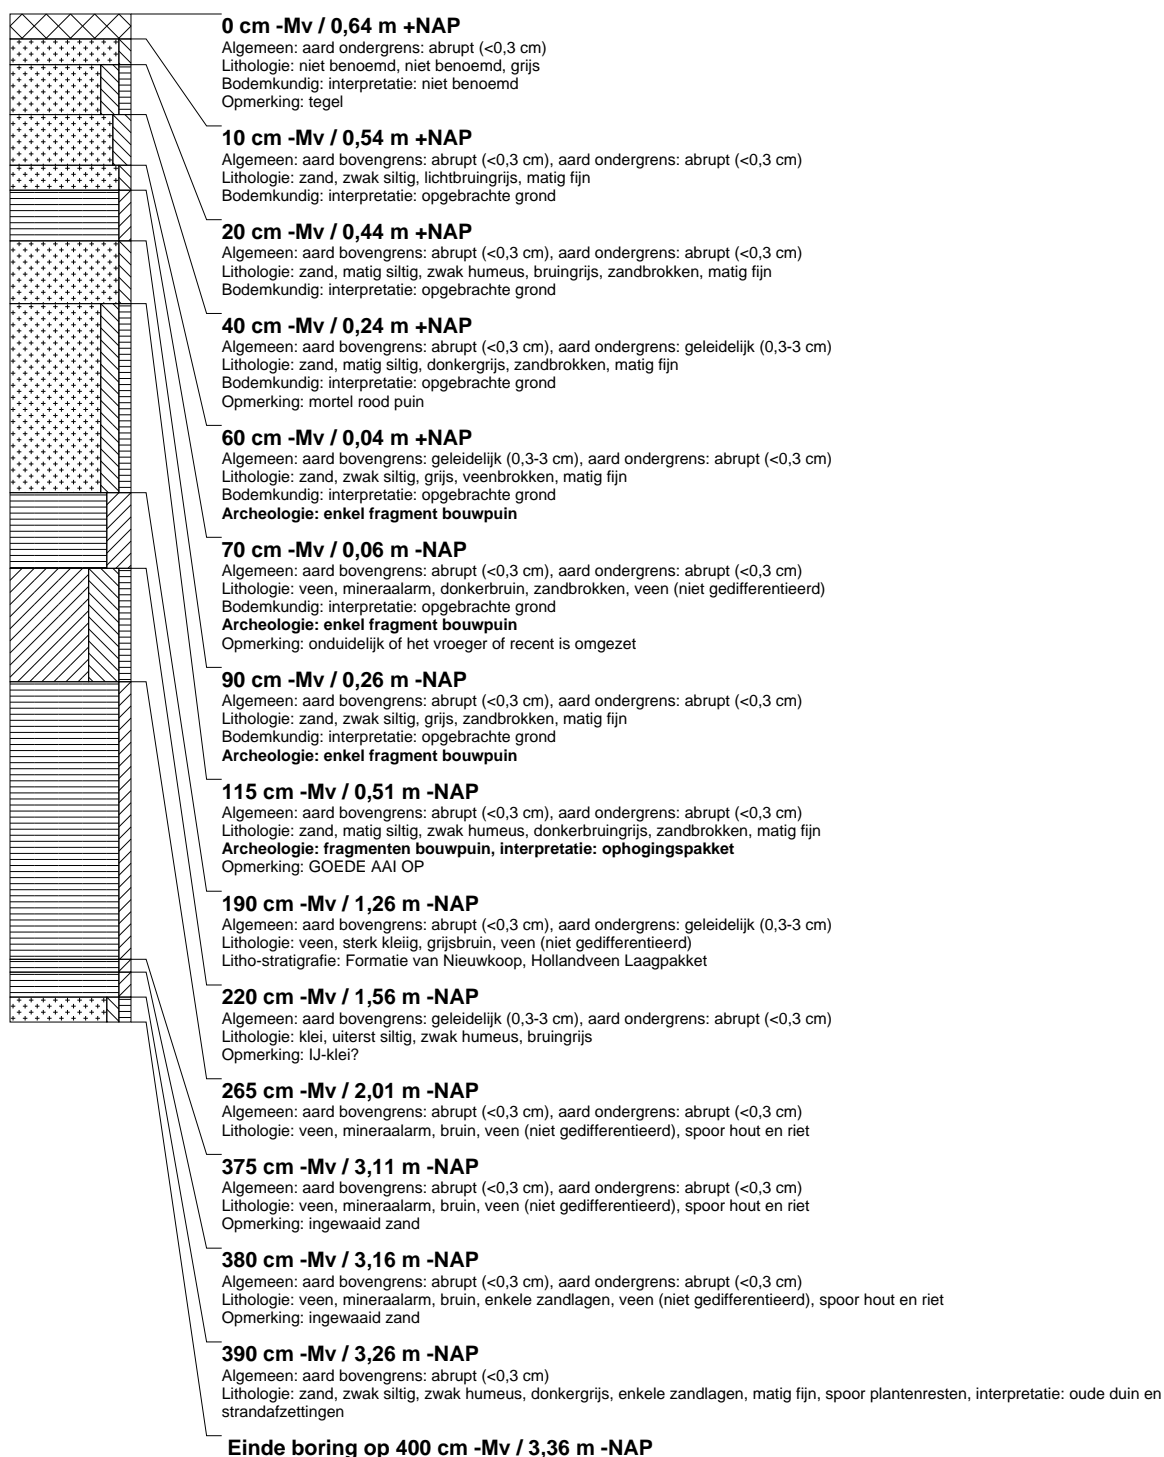 0 cm -Mv / 0,64 m +NAP
Algemeen: aard ondergrens: abrupt (<0,3 cm)
Lithologie: niet benoemd, niet benoemd, grijs
Bodemkundig: interpretatie: niet benoemd
Opmerking: tegel
10 cm -Mv / 0,54 m +NAP
Algemeen: aard bovengrens: abrupt (<0,3 cm), aard ondergrens: abrupt (<0,3 cm)
Lithologie: zand, zwak siltig, lichtbruingrijs, matig fijn
Bodemkundig: interpretatie: opgebrachte grond
20 cm -Mv / 0,44 m +NAP
Algemeen: aard bovengrens: abrupt (<0,3 cm), aard ondergrens: abrupt (<0,3 cm)
Lithologie: zand, matig siltig, zwak humeus, bruingrijs, zandbrokken, matig fijn
Bodemkundig: interpretatie: opgebrachte grond
40 cm -Mv / 0,24 m +NAP
Algemeen: aard bovengrens: abrupt (<0,3 cm), aard ondergrens: geleidelijk (0,3-3 cm)
Lithologie: zand, matig siltig, donkergrijs, zandbrokken, matig fijn
Bodemkundig: interpretatie: opgebrachte grond
Opmerking: mortel rood puin
60 cm -Mv / 0,04 m +NAP
Algemeen: aard bovengrens: geleidelijk (0,3-3 cm), aard ondergrens: abrupt (<0,3 cm)
Lithologie: zand, zwak siltig, grijs, veenbrokken, matig fijn
Bodemkundig: interpretatie: opgebrachte grond
Archeologie: enkel fragment bouwpuin
70 cm -Mv / 0,06 m -NAP
Algemeen: aard bovengrens: abrupt (<0,3 cm), aard ondergrens: abrupt (<0,3 cm)
Lithologie: veen, mineraalarm, donkerbruin, zandbrokken, veen (niet gedifferentieerd)
Bodemkundig: interpretatie: opgebrachte grond
Archeologie: enkel fragment bouwpuin
Opmerking: onduidelijk of het vroeger of recent is omgezet
90 cm -Mv / 0,26 m -NAP
Algemeen: aard bovengrens: abrupt (<0,3 cm), aard ondergrens: abrupt (<0,3 cm)
Lithologie: zand, zwak siltig, grijs, zandbrokken, matig fijn
Bodemkundig: interpretatie: opgebrachte grond
Archeologie: enkel fragment bouwpuin
115 cm -Mv / 0,51 m -NAP
Algemeen: aard bovengrens: abrupt (<0,3 cm), aard ondergrens: abrupt (<0,3 cm)
Lithologie: zand, matig siltig, zwak humeus, donkerbruingrijs, zandbrokken, matig fijn
Archeologie: fragmenten bouwpuin, interpretatie: ophogingspakket
Opmerking: GOEDE AAI OP
190 cm -Mv / 1,26 m -NAP
Algemeen: aard bovengrens: abrupt (<0,3 cm), aard ondergrens: geleidelijk (0,3-3 cm)
Lithologie: veen, sterk kleiig, grijsbruin, veen (niet gedifferentieerd)
Litho-stratigrafie: Formatie van Nieuwkoop, Hollandveen Laagpakket
220 cm -Mv / 1,56 m -NAP
Algemeen: aard bovengrens: geleidelijk (0,3-3 cm), aard ondergrens: abrupt (<0,3 cm)
Lithologie: klei, uiterst siltig, zwak humeus, bruingrijs
Opmerking: IJ-klei?
265 cm -Mv / 2,01 m -NAP
Algemeen: aard bovengrens: abrupt (<0,3 cm), aard ondergrens: abrupt (<0,3 cm)
Lithologie: veen, mineraalarm, bruin, veen (niet gedifferentieerd), spoor hout en riet
375 cm -Mv / 3,11 m -NAP
Algemeen: aard bovengrens: abrupt (<0,3 cm), aard ondergrens: abrupt (<0,3 cm)
Lithologie: veen, mineraalarm, bruin, veen (niet gedifferentieerd), spoor hout en riet
Opmerking: ingewaaid zand
380 cm -Mv / 3,16 m -NAP
Algemeen: aard bovengrens: abrupt (<0,3 cm), aard ondergrens: abrupt (<0,3 cm)
Lithologie: veen, mineraalarm, bruin, enkele zandlagen, veen (niet gedifferentieerd), spoor hout en riet
Opmerking: ingewaaid zand
390 cm -Mv / 3,26 m -NAP
Algemeen: aard bovengrens: abrupt (<0,3 cm)
Lithologie: zand, zwak siltig, zwak humeus, donkergrijs, enkele zandlagen, matig fijn, spoor plantenresten, interpretatie: oude duin en
strandafzettingen
Einde boring op 400 cm -Mv / 3,36 m -NAP